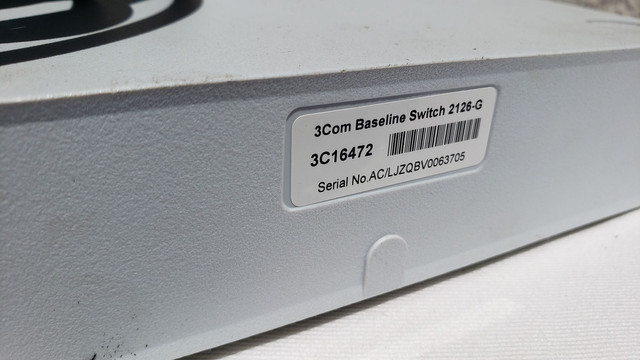 3Com Baseline Switch 2126-G
3C16472
Serial No.AC/LJZQBV0063705